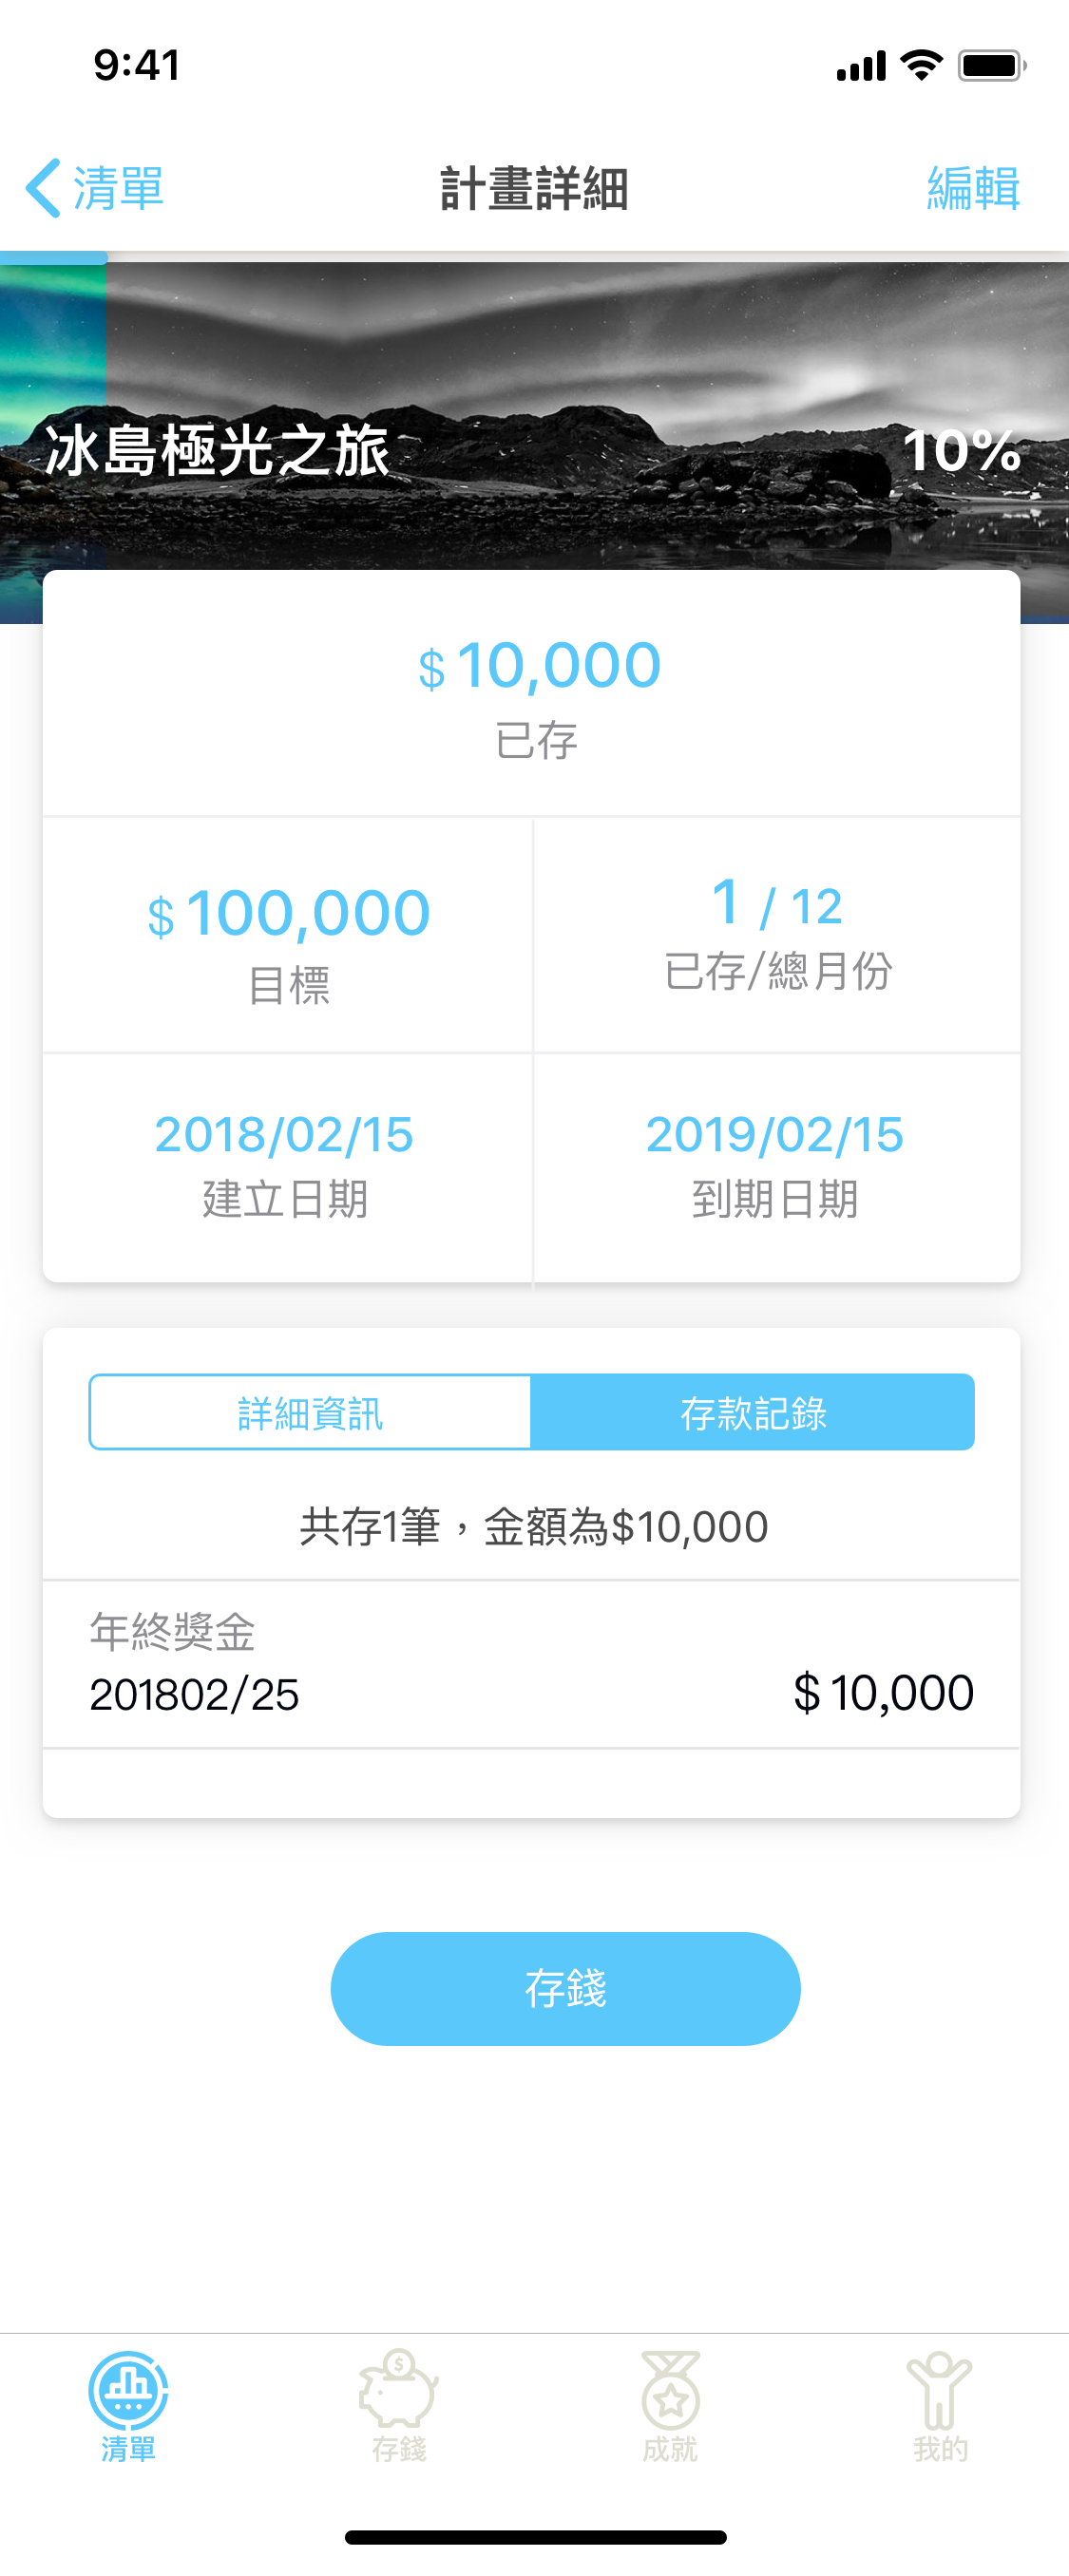 9:41
清單
計畫詳細
編輯
冰島極光之旅
10%
$ 10,000
已存
$ 100,000
目標
1 / 12
已存/總月份
2018/02/15
建立日期
2019/02/15
到期日期
詳細資訊
存款記錄
共存1筆，金額為$10,000
年終獎金
201802/25
$ 10,000
存錢
清單
$
存錢
成就
我的